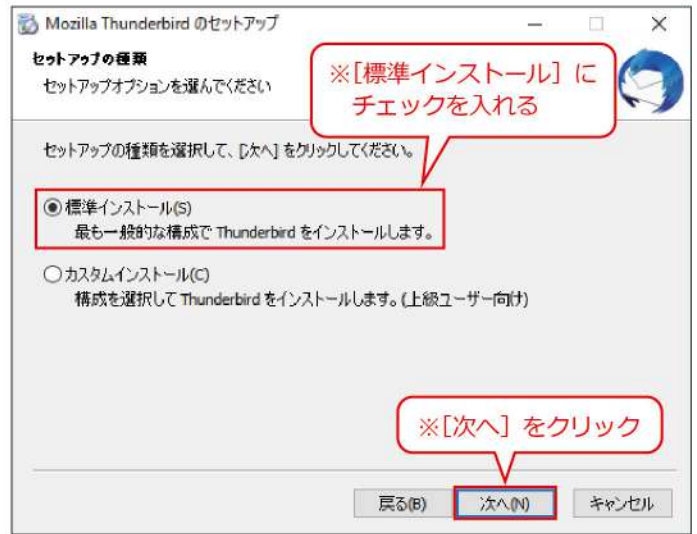 Mozilla Thunderbird のセットアップ
セットアップの種類
セットアップオプションを選んでください
※[標準インストール] に
チェックを入れる
セットアップの種類を選択して、[次へ] をクリックしてください。
標準インストール(S)
最も一般的な構成で Thunderbird をインストールします。
カスタムインストール(C)
構成を選択して Thunderbird をインストールします。(上級ユーザー向け)
※[次へ] をクリック
戻る(B) 次へ(N) キャンセル